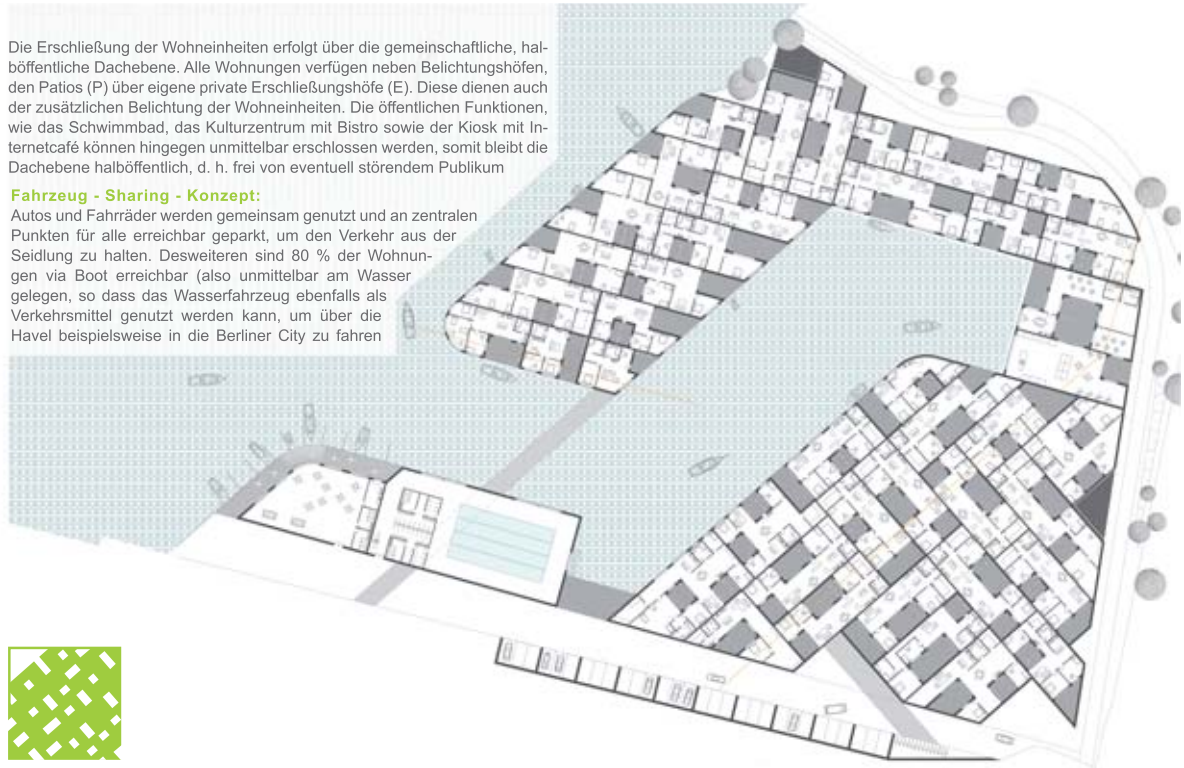 Die Erschließung der Wohneinheiten erfolgt über die gemeinschaftliche, hal-
böffentliche Dachebene. Alle Wohnungen verfügen neben Belichtungshöfen,
den Patios (P) über eigene private Erschließungshöfe (E). Diese dienen auch
der zusätzlichen Belichtung der Wohneinheiten. Die öffentlichen Funktionen,
wie das Schwimmbad, das Kulturzentrum mit Bistro sowie der Kiosk mit In-
ternetcafé können hingegen unmittelbar erschlossen werden, somit bleibt die
Dachebene halböffentlich, d. h. frei von eventuell störendem Publikum
Fahrzeug - Sharing - Konzept:
Autos und Fahrräder werden gemeinsam genutzt und an zentralen
Punkten für alle erreichbar geparkt, um den Verkehr aus der
Seidlung zu halten. Desweiteren sind 80 % der Wohnun-
gen via Boot erreichbar (also unmittelbar am Wasser
gelegen, so dass das Wasserfahrzeug ebenfalls als
Verkehrsmittel genutzt werden kann, um über die
Havel beispielsweise in die Berliner City zu fahren